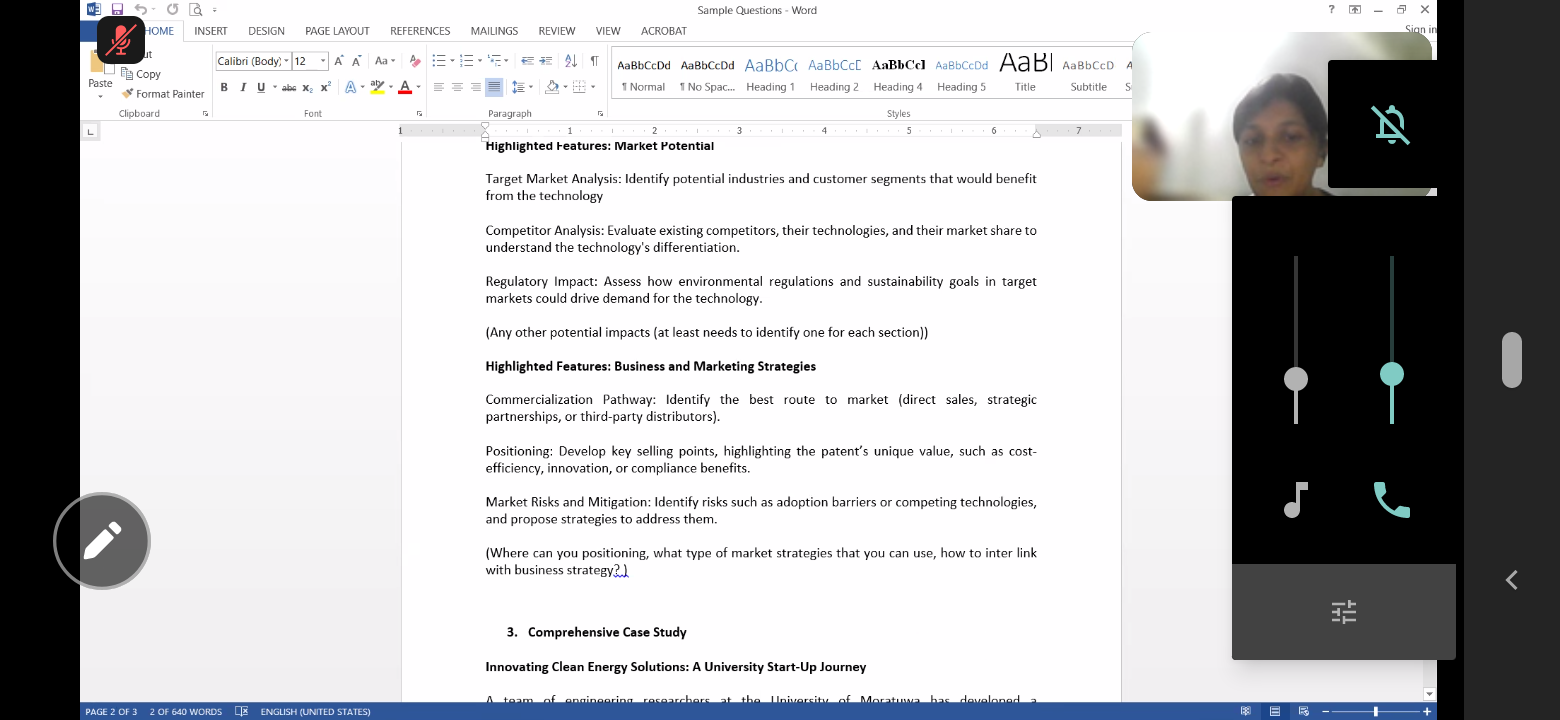 Sample Questions - Word
Sign in
HOME INSERT DESIGN PAGE LAYOUT REFERENCES MAILINGS REVIEW VIEW ACROBAT
Paste
Copy
Format Painter
Clipboard
Calibri (Body) 12
Font
Paragraph
AaBbCcDd AaBbCcDd AaBbCc AaBbCcE AaBbCcI AaBbCcDd AaBl AaBbCcD
¶ Normal ¶ No Spac... Heading 1 Heading 2 Heading 4 Heading 5 Title Subtitle
Styles
1 1 2 3 4 5 6 7
Highlighted Features: Market Potential
Target Market Analysis: Identify potential industries and customer segments that would benefit
from the technology
Competitor Analysis: Evaluate existing competitors, their technologies, and their market share to
understand the technology's differentiation.
Regulatory Impact: Assess how environmental regulations and sustainability goals in target
markets could drive demand for the technology.
(Any other potential impacts (at least needs to identify one for each section))
Highlighted Features: Business and Marketing Strategies
Commercialization Pathway: Identify the best route to market (direct sales, strategic
partnerships, or third-party distributors).
Positioning: Develop key selling points, highlighting the patent's unique value, such as cost-
efficiency, innovation, or compliance benefits.
Market Risks and Mitigation: Identify risks such as adoption barriers or competing technologies,
and propose strategies to address them.
(Where can you positioning, what type of market strategies that you can use, how to inter link
with business strategy? )
3. Comprehensive Case Study
Innovating Clean Energy Solutions: A University Start-Up Journey
A team of engineering researchers at the University of Moratuwa has developed a
PAGE 2 OF 3 2 OF 640 WORDS ENGLISH (UNITED STATES)